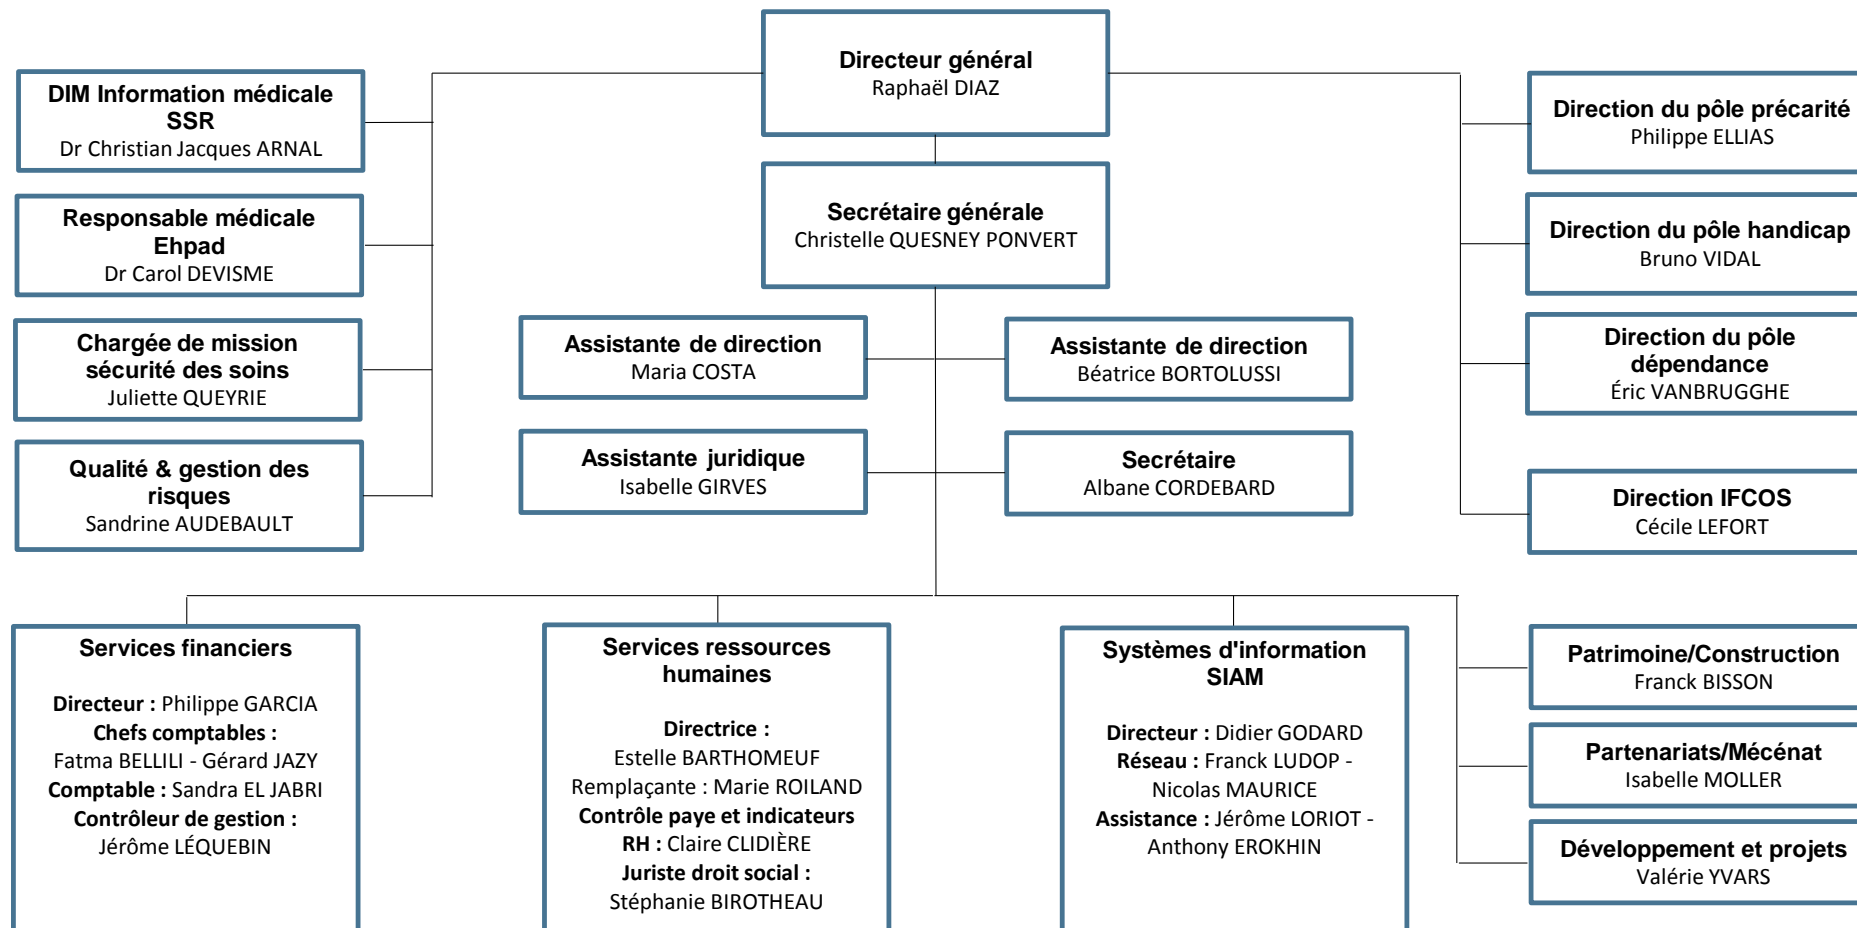 Directeur général
Raphaël DIAZ
DIM Information médicale
SSR
Dr Christian Jacques ARNAL
Responsable médicale
Ehpad
Dr Carol DEVISME
Chargée de mission
sécurité des soins
Juliette QUEYRIE
Qualité & gestion des
risques
Sandrine AUDEBAULT
Secrétaire générale
Christelle QUESNEY PONVERT
Assistante de direction
Maria COSTA
Assistante de direction
Béatrice BORTOLUSSI
Assistante juridique
Isabelle GIRVES
Secrétaire
Albane CORDEBARD
Direction du pôle précarité
Philippe ELLIAS
Direction du pôle handicap
Bruno VIDAL
Direction du pôle
dépendance
Éric VANBRUGGHE
Direction IFCOS
Cécile LEFORT
Services financiers
Directeur : Philippe GARCIA
Chefs comptables :
Fatma BELLILI - Gérard JAZY
Comptable : Sandra EL JABRI
Contrôleur de gestion :
Jérôme LÉQUEBIN
Services ressources
humaines
Directrice :
Estelle BARTHOMEUF
Remplaçante : Marie ROILAND
Contrôle paye et indicateurs
RH : Claire CLIDIÈRE
Juriste droit social :
Stéphanie BIROTHEAU
Systèmes d'information
SIAM
Directeur : Didier GODARD
Réseau : Franck LUDOP -
Nicolas MAURICE
Assistance : Jérôme LORIOT -
Anthony EROKHIN
Patrimoine/Construction
Franck BISSON
Partenariats/Mécénat
Isabelle MOLLER
Développement et projets
Valérie YVARS